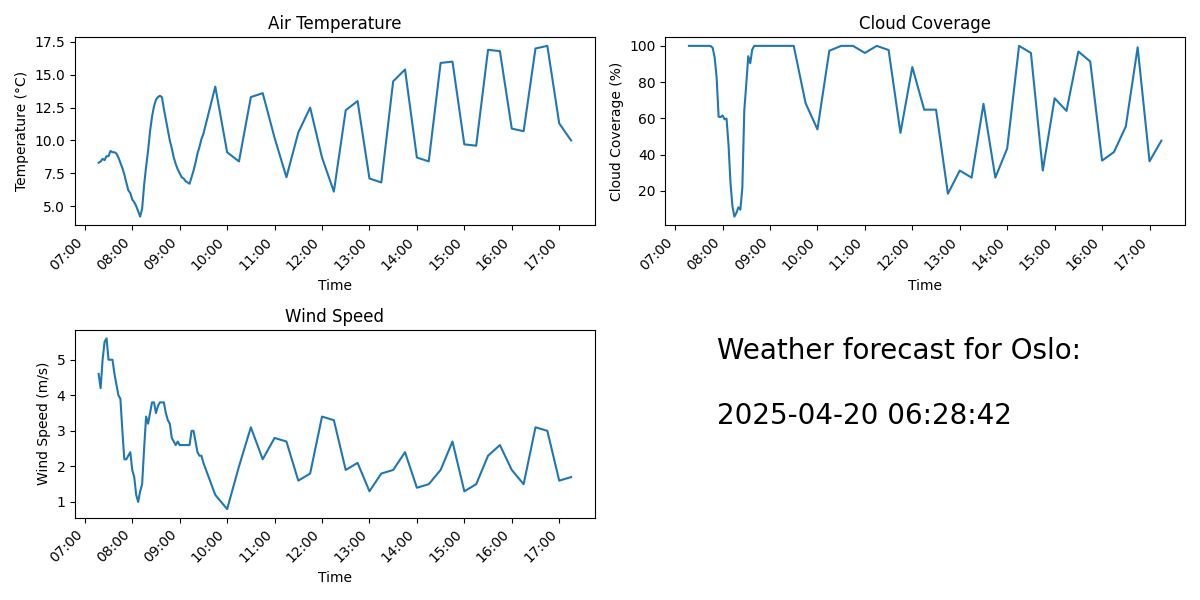 Air Temperature
Temperature (°C)
17.5
15.0
12.5
10.0
7.5
5.0
07:00 08:00 09:00 10:00 11:00 12:00 13:00 14:00 15:00 16:00 17:00
Time
Cloud Coverage
Cloud Coverage (%)
100
80
60
40
20
07:00 08:00 09:00 10:00 11:00 12:00 13:00 14:00 15:00 16:00 17:00
Time
Wind Speed
Wind Speed (m/s)
5
4
3
2
1
07:00 08:00 09:00 10:00 11:00 12:00 13:00 14:00 15:00 16:00 17:00
Time
Weather forecast for Oslo:
2025-04-20 06:28:42